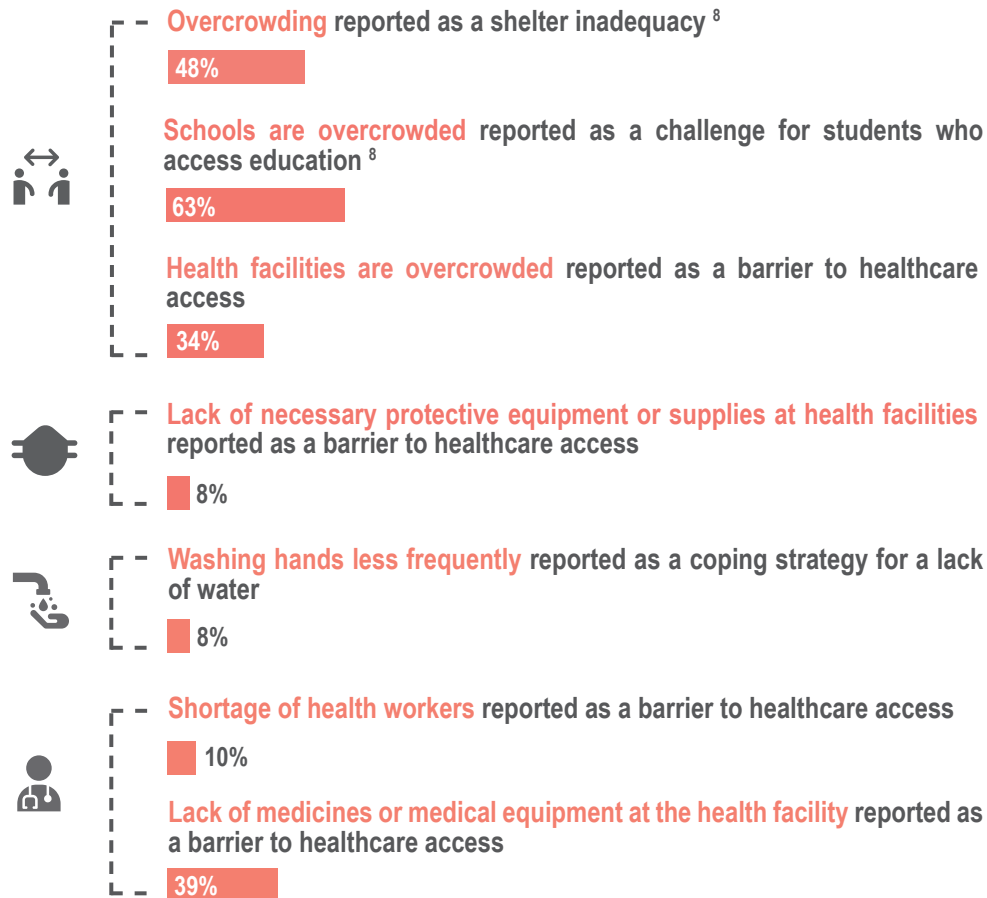 Overcrowding reported as a shelter inadequacy 8
48%
Schools are overcrowded reported as a challenge for students who
access education 8
63%
Health facilities are overcrowded reported as a barrier to healthcare
access
34%
Lack of necessary protective equipment or supplies at health facilities
reported as a barrier to healthcare access
8%
Washing hands less frequently reported as a coping strategy for a lack
of water
8%
Shortage of health workers reported as a barrier to healthcare access
10%
Lack of medicines or medical equipment at the health facility reported as
a barrier to healthcare access
39%